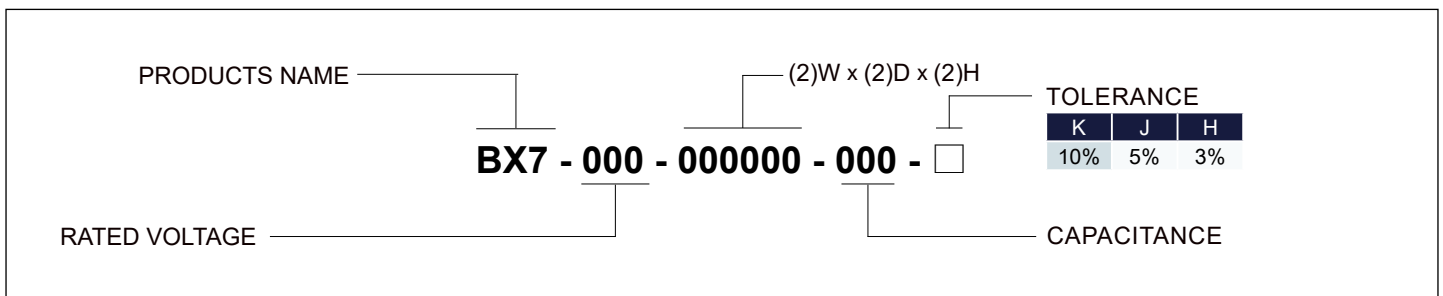 PRODUCTS NAME
(2)W x (2)D x (2)H
TOLERANCE
K J H
10% 5% 3%
BX7 - 000 - 000000 - 000 - □
RATED VOLTAGE
CAPACITANCE